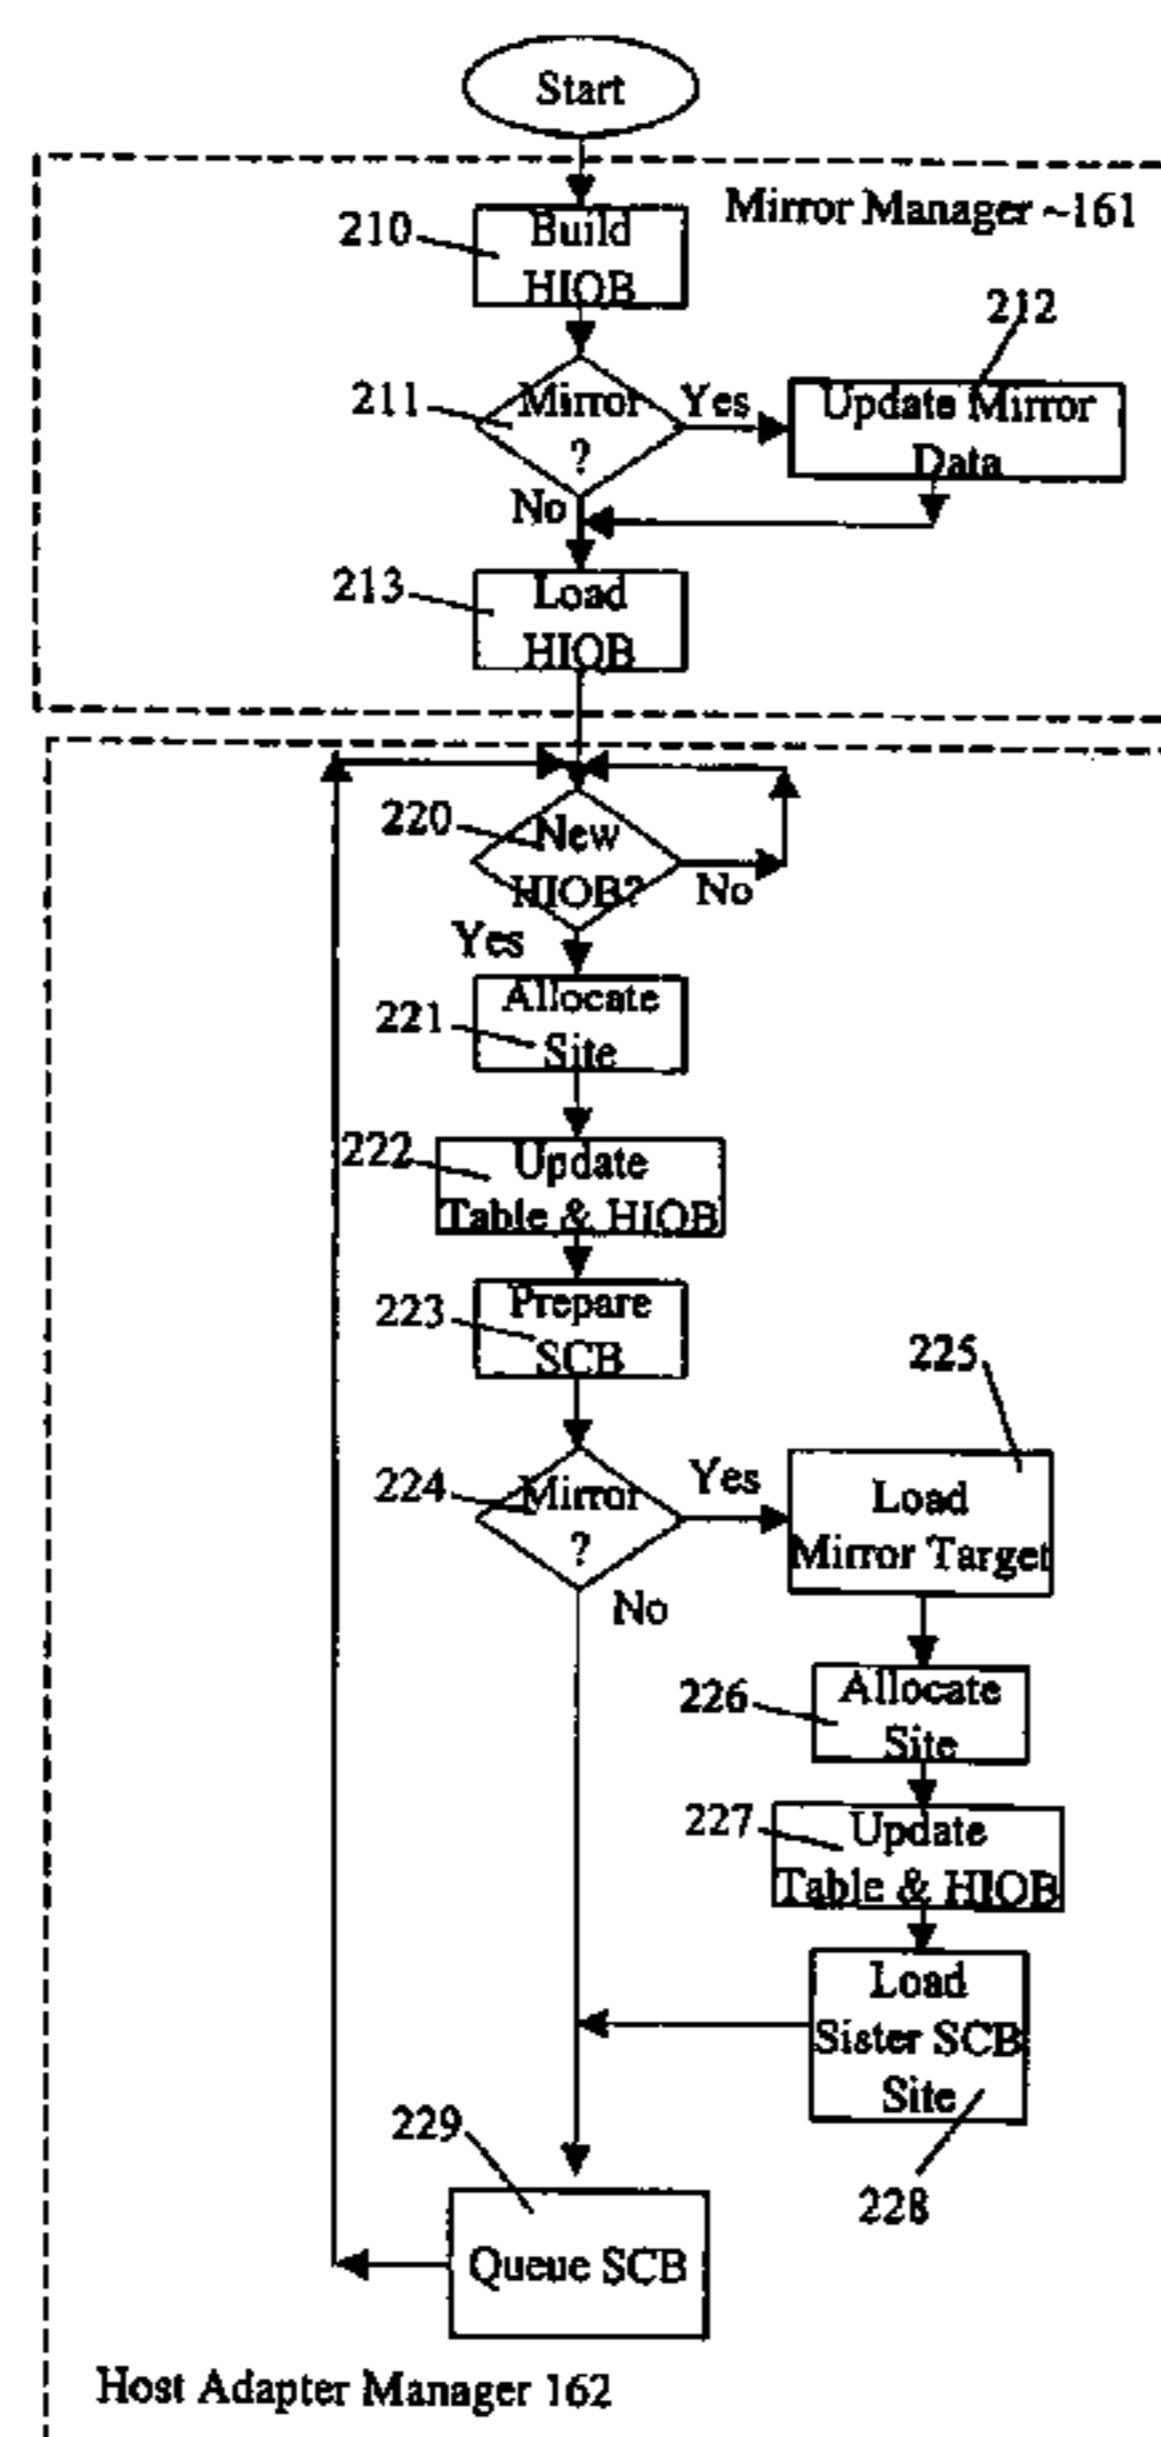 Start
Mirror Manager ~161
210
Build
HIOB
212
211
Mirror
?
Yes
Update Mirror
Data
No
213
Load
HIOB
220
New
HIOB?
No
Yes
221
Allocate
Site
222
Update
Table & HIOB
223
Prepare
SCB
225
224
Mirror
?
Yes
Load
Mirror Target
No
226
Allocate
Site
227
Update
Table & HIOB
Load
Sister SCB
Site
228
229
Queue SCB
Host Adapter Manager 162